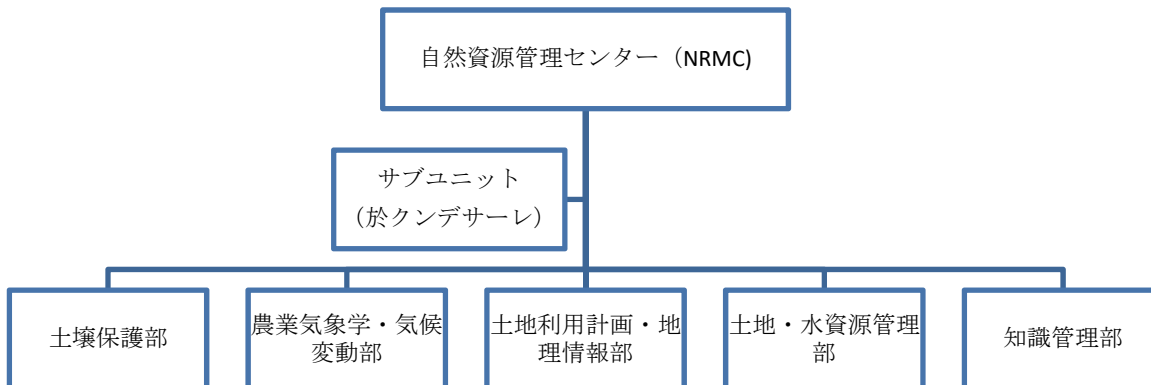 自然資源管理センター（NRMC)
サブユニット
（於クンデサーレ）
土壌保護部
農業気象学・気候
変動部
土地利用計画・地
理情報部
土地・水資源管理
部
知識管理部